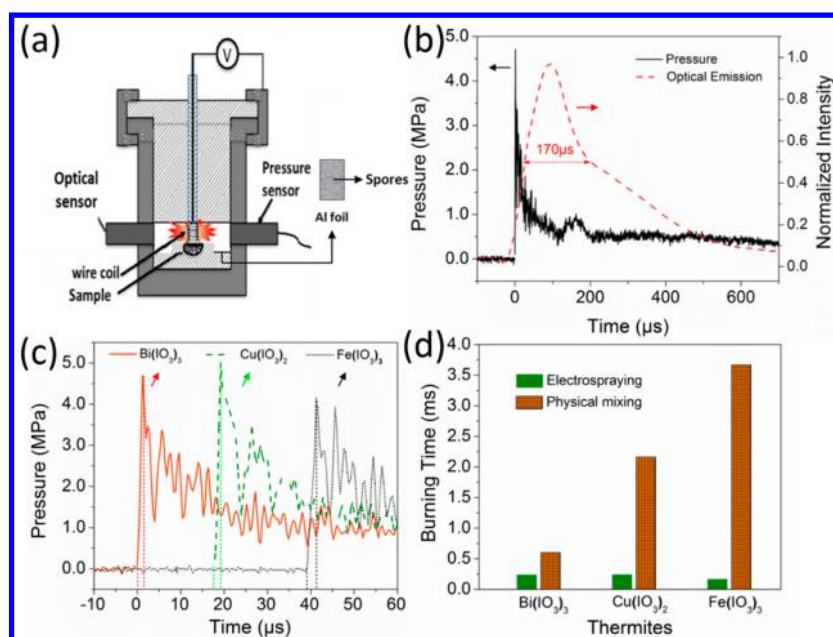 (a)
V
Optical
sensor
Pressure
sensor
Spores
Al foil
wire coil
Sample
(b)
5.0
4.0
3.0
2.0
1.0
0.0
Pressure (MPa)
Pressure
Optical Emission
170µs
1.0
0.8
0.6
0.4
0.2
0.0
Normalized Intensity
0 200 400 600
Time (µs)
(c)
Bi(IO₃)₃ Cu(IO₃)₂ Fe(IO₃)₃
5.0
4.0
3.0
2.0
1.0
0.0
Pressure (MPa)
-10 0 10 20 30 40 50 60
Time (µs)
(d)
4.0
3.5
3.0
2.5
2.0
1.5
1.0
0.5
0.0
Burning Time (ms)
Electrospraying
Physical mixing
Bi(IO₃)₃ Cu(IO₃)₂ Fe(IO₃)₃
Thermites